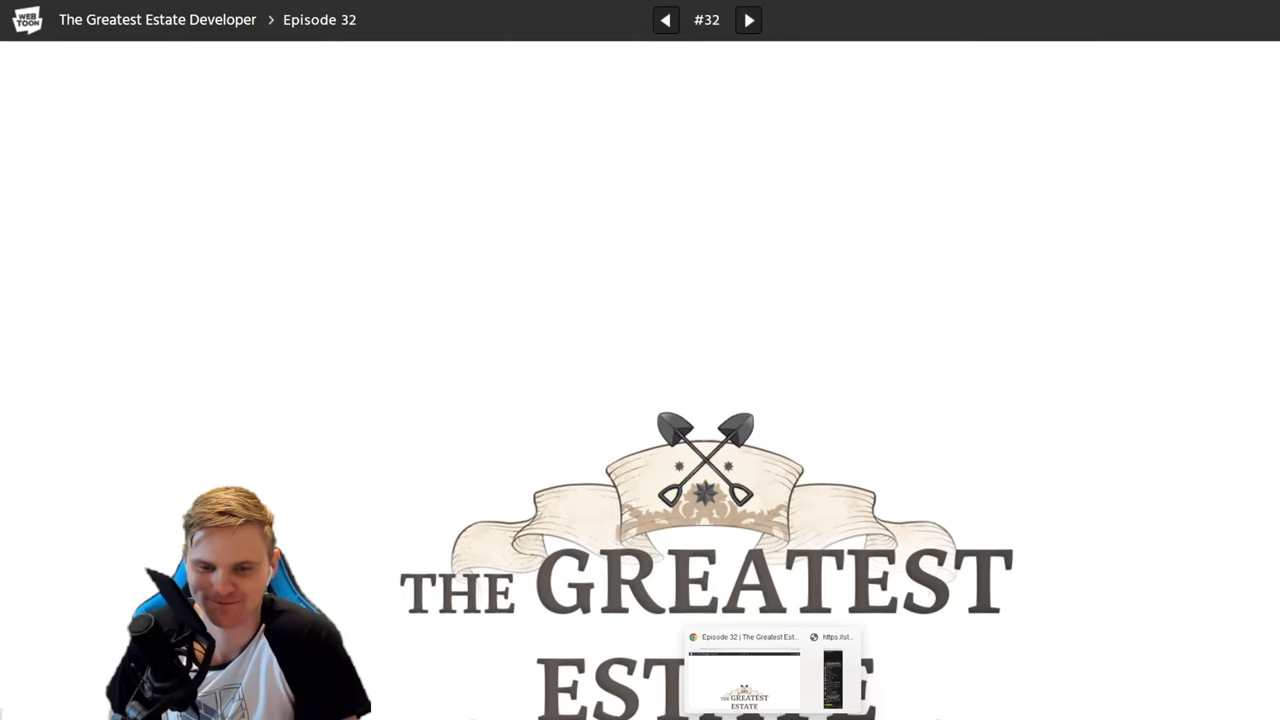 WEB
TOON
The Greatest Estate Developer > Episode 32
#32
THE GREATEST
Episode 32 | The Greatest Est...
https://st...
THE GREATEST
ESTATE
ESTATE